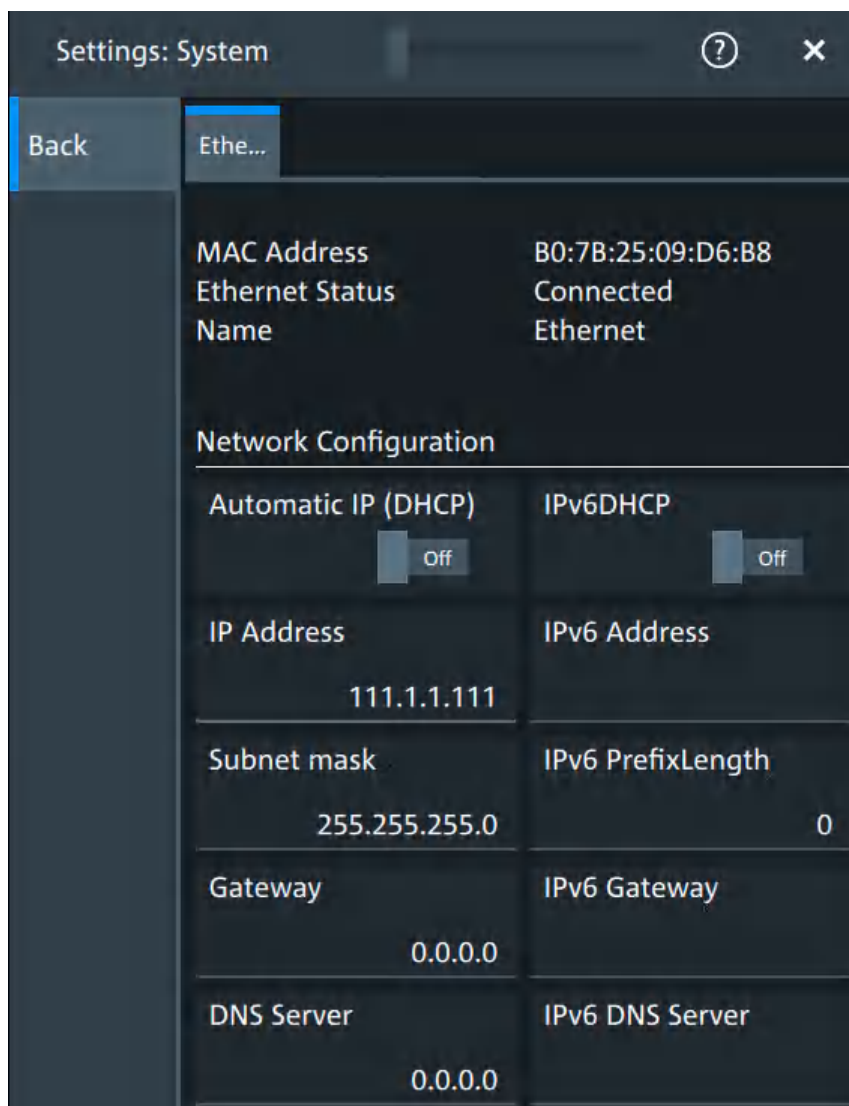 Settings: System
?
×
Back
Ethe...
MAC Address B0:7B:25:09:D6:B8
Ethernet Status Connected
Name Ethernet
Network Configuration
Automatic IP (DHCP) IPv6DHCP
Off Off
IP Address IPv6 Address
111.1.1.111
Subnet mask IPv6 PrefixLength
255.255.255.0 0
Gateway IPv6 Gateway
0.0.0.0
DNS Server IPv6 DNS Server
0.0.0.0